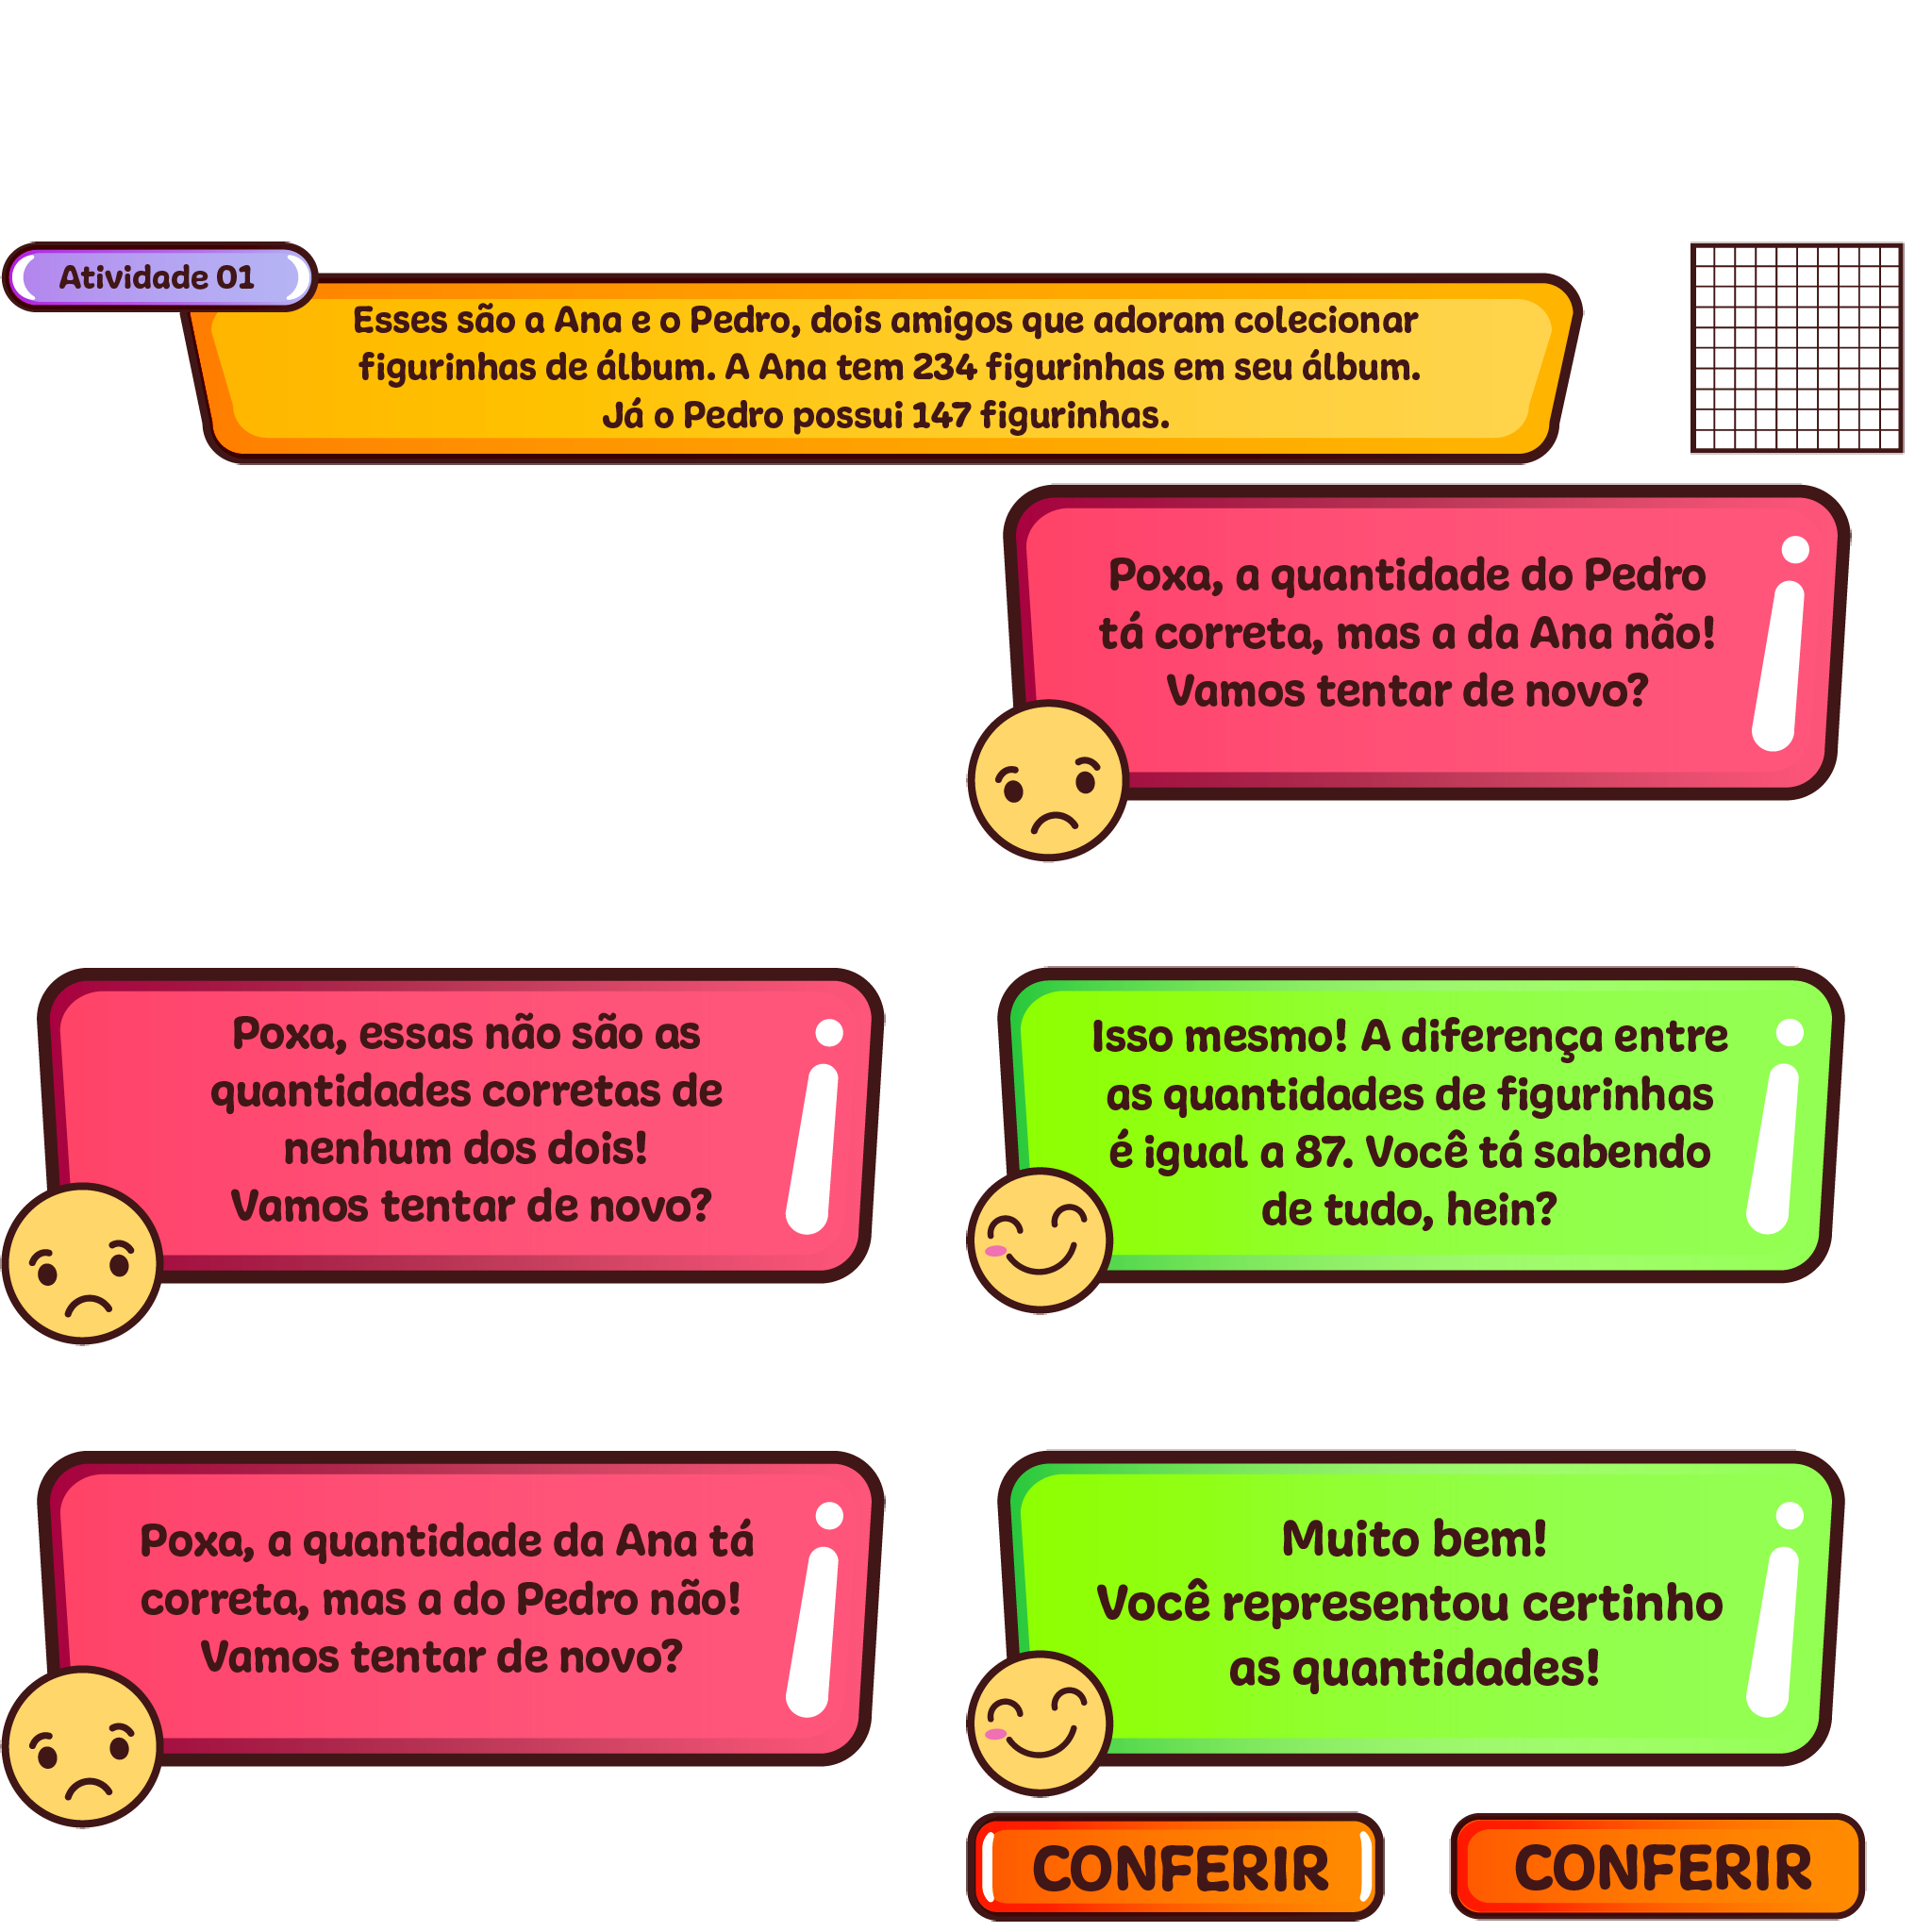 Atividade 01
Esses são a Ana e o Pedro, dois amigos que adoram colecionar
figurinhas de álbum. A Ana tem 234 figurinhas em seu álbum.
Já o Pedro possui 147 figurinhas.
Poxa, a quantidade do Pedro
tá correta, mas a da Ana não!
Vamos tentar de novo?
Poxa, essas não são as
quantidades corretas de
nenhum dos dois!
Vamos tentar de novo?
Isso mesmo! A diferença entre
as quantidades de figurinhas
é igual a 87. Você tá sabendo
de tudo, hein?
Poxa, a quantidade da Ana tá
correta, mas a do Pedro não!
Vamos tentar de novo?
Muito bem!
Você representou certinho
as quantidades!
CONFERIR
CONFERIR